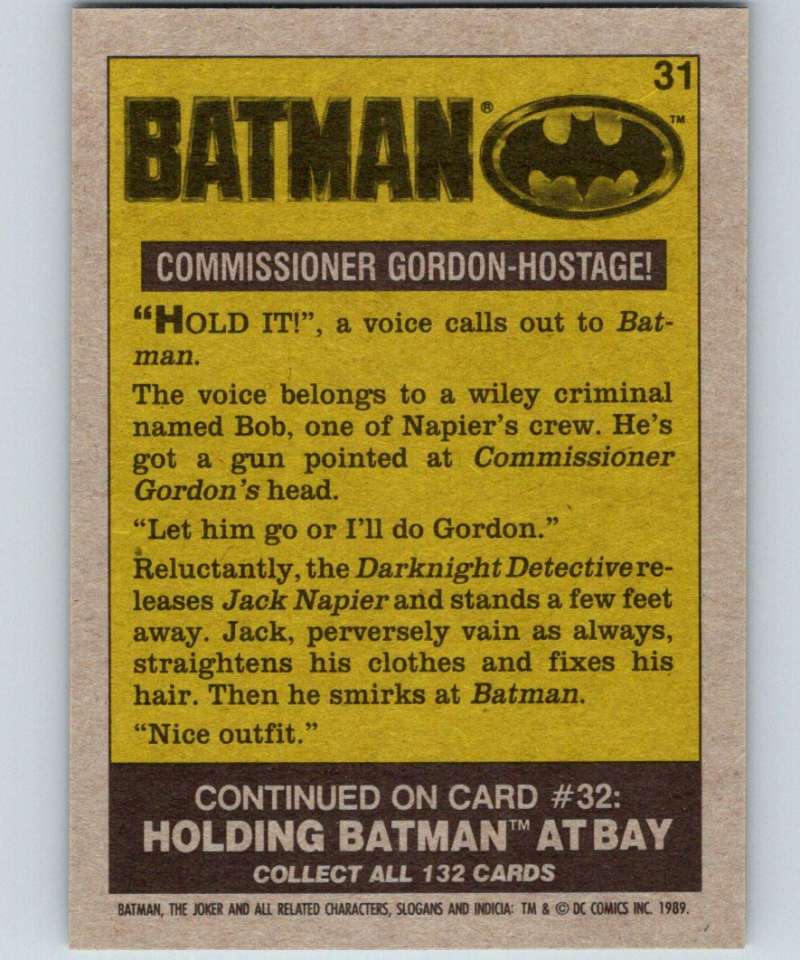 31
BATMAN® ™
COMMISSIONER GORDON-HOSTAGE!
“HOLD IT!”, a voice calls out to Bat-
man.
The voice belongs to a wiley criminal
named Bob, one of Napier’s crew. He’s
got a gun pointed at Commissioner
Gordon’s head.
“Let him go or I’ll do Gordon.”
Reluctantly, the Darknight Detective re-
leases Jack Napier and stands a few feet
away. Jack, perversely vain as always,
straightens his clothes and fixes his
hair. Then he smirks at Batman.
“Nice outfit.”
CONTINUED ON CARD #32:
HOLDING BATMAN™ AT BAY
COLLECT ALL 132 CARDS
BATMAN, THE JOKER AND ALL RELATED CHARACTERS, SLOGANS AND INDICIA: TM & © DC COMICS INC. 1989.